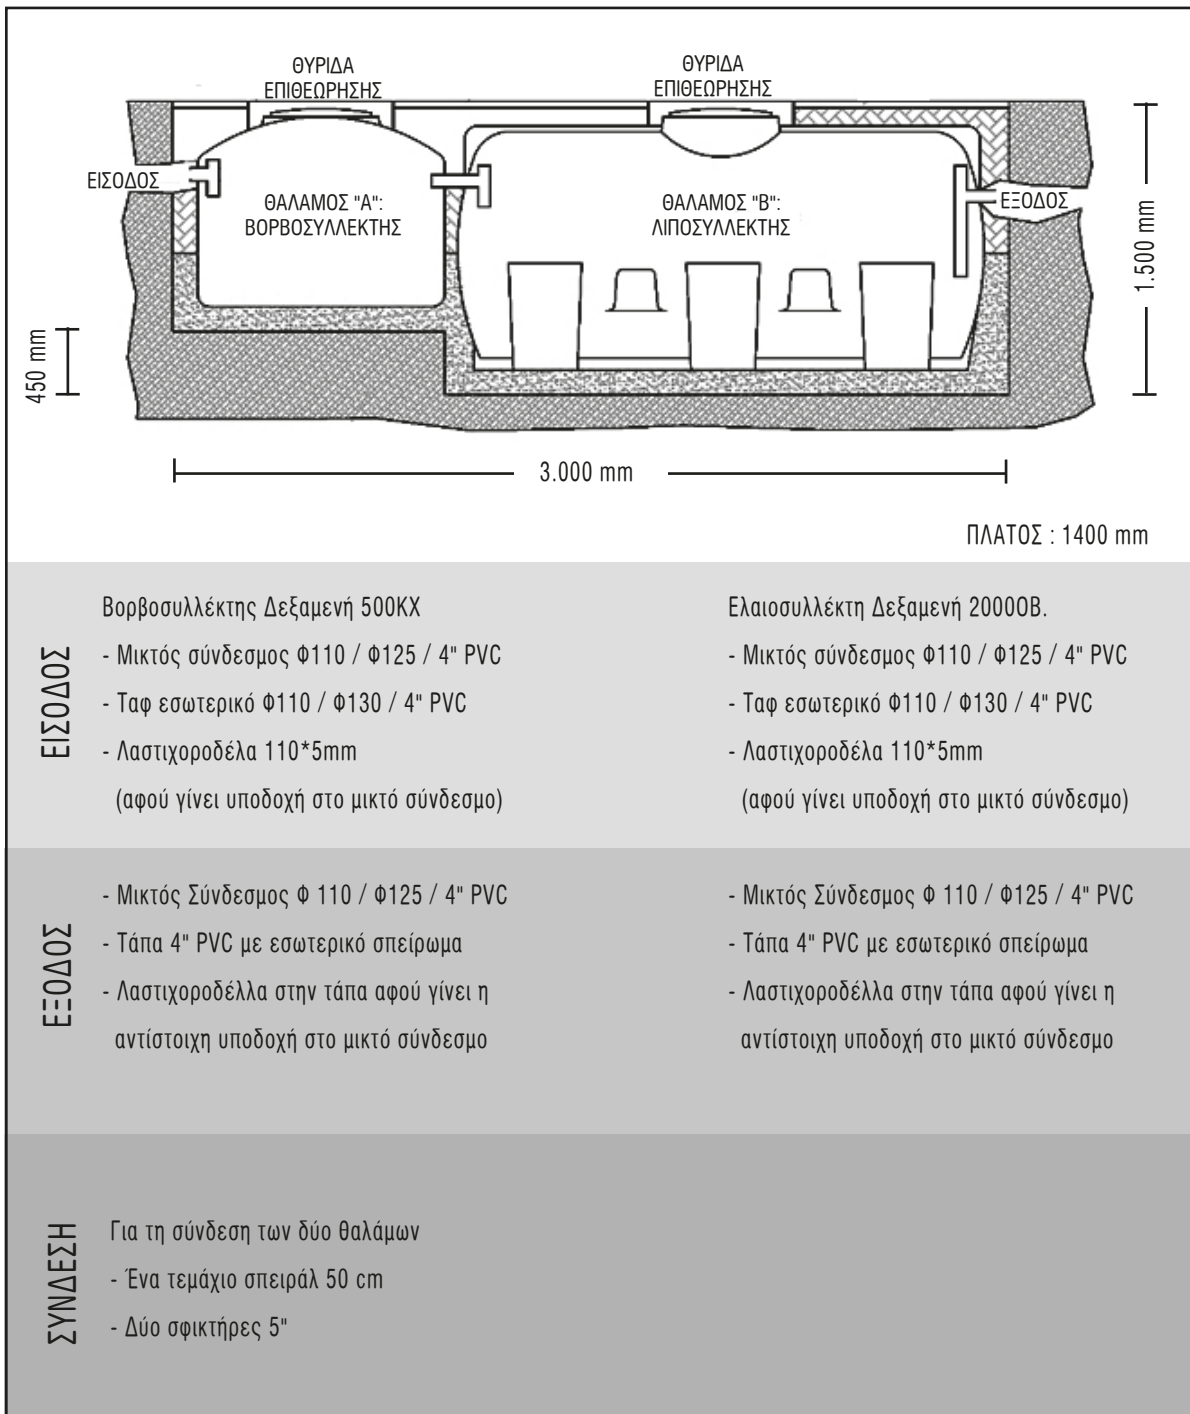 ΘΥΡΙΔΑ
ΕΠΙΘΕΩΡΗΣΗΣ
ΘΥΡΙΔΑ
ΕΠΙΘΕΩΡΗΣΗΣ
ΕΙΣΟΔΟΣ
ΘΑΛΑΜΟΣ "Α":
ΒΟΡΒΟΣΥΛΛΕΚΤΗΣ
ΘΑΛΑΜΟΣ "Β":
ΛΙΠΟΣΥΛΛΕΚΤΗΣ
ΕΞΟΔΟΣ
1.500 mm
450 mm
3.000 mm
ΠΛΑΤΟΣ : 1400 mm
ΕΙΣΟΔΟΣ
Βορβοσυλλέκτης Δεξαμενή 500ΚΧ
- Μικτός σύνδεσμος Φ110 / Φ125 / 4" PVC
- Ταφ εσωτερικό Φ110 / Φ130 / 4" PVC
- Λαστιχοροδέλα 110*5mm
(αφού γίνει υποδοχή στο μικτό σύνδεσμο)
Ελαιοσυλλέκτη Δεξαμενή 2000ΟΒ.
- Μικτός σύνδεσμος Φ110 / Φ125 / 4" PVC
- Ταφ εσωτερικό Φ110 / Φ130 / 4" PVC
- Λαστιχοροδέλα 110*5mm
(αφού γίνει υποδοχή στο μικτό σύνδεσμο)
ΕΞΟΔΟΣ
- Μικτός Σύνδεσμος Φ 110 / Φ125 / 4" PVC
- Τάπα 4" PVC με εσωτερικό σπείρωμα
- Λαστιχοροδέλλα στην τάπα αφού γίνει η
αντίστοιχη υποδοχή στο μικτό σύνδεσμο
- Μικτός Σύνδεσμος Φ 110 / Φ125 / 4" PVC
- Τάπα 4" PVC με εσωτερικό σπείρωμα
- Λαστιχοροδέλλα στην τάπα αφού γίνει η
αντίστοιχη υποδοχή στο μικτό σύνδεσμο
ΣΥΝΔΕΣΗ
Για τη σύνδεση των δύο θαλάμων
- Ένα τεμάχιο σπειράλ 50 cm
- Δύο σφικτήρες 5"